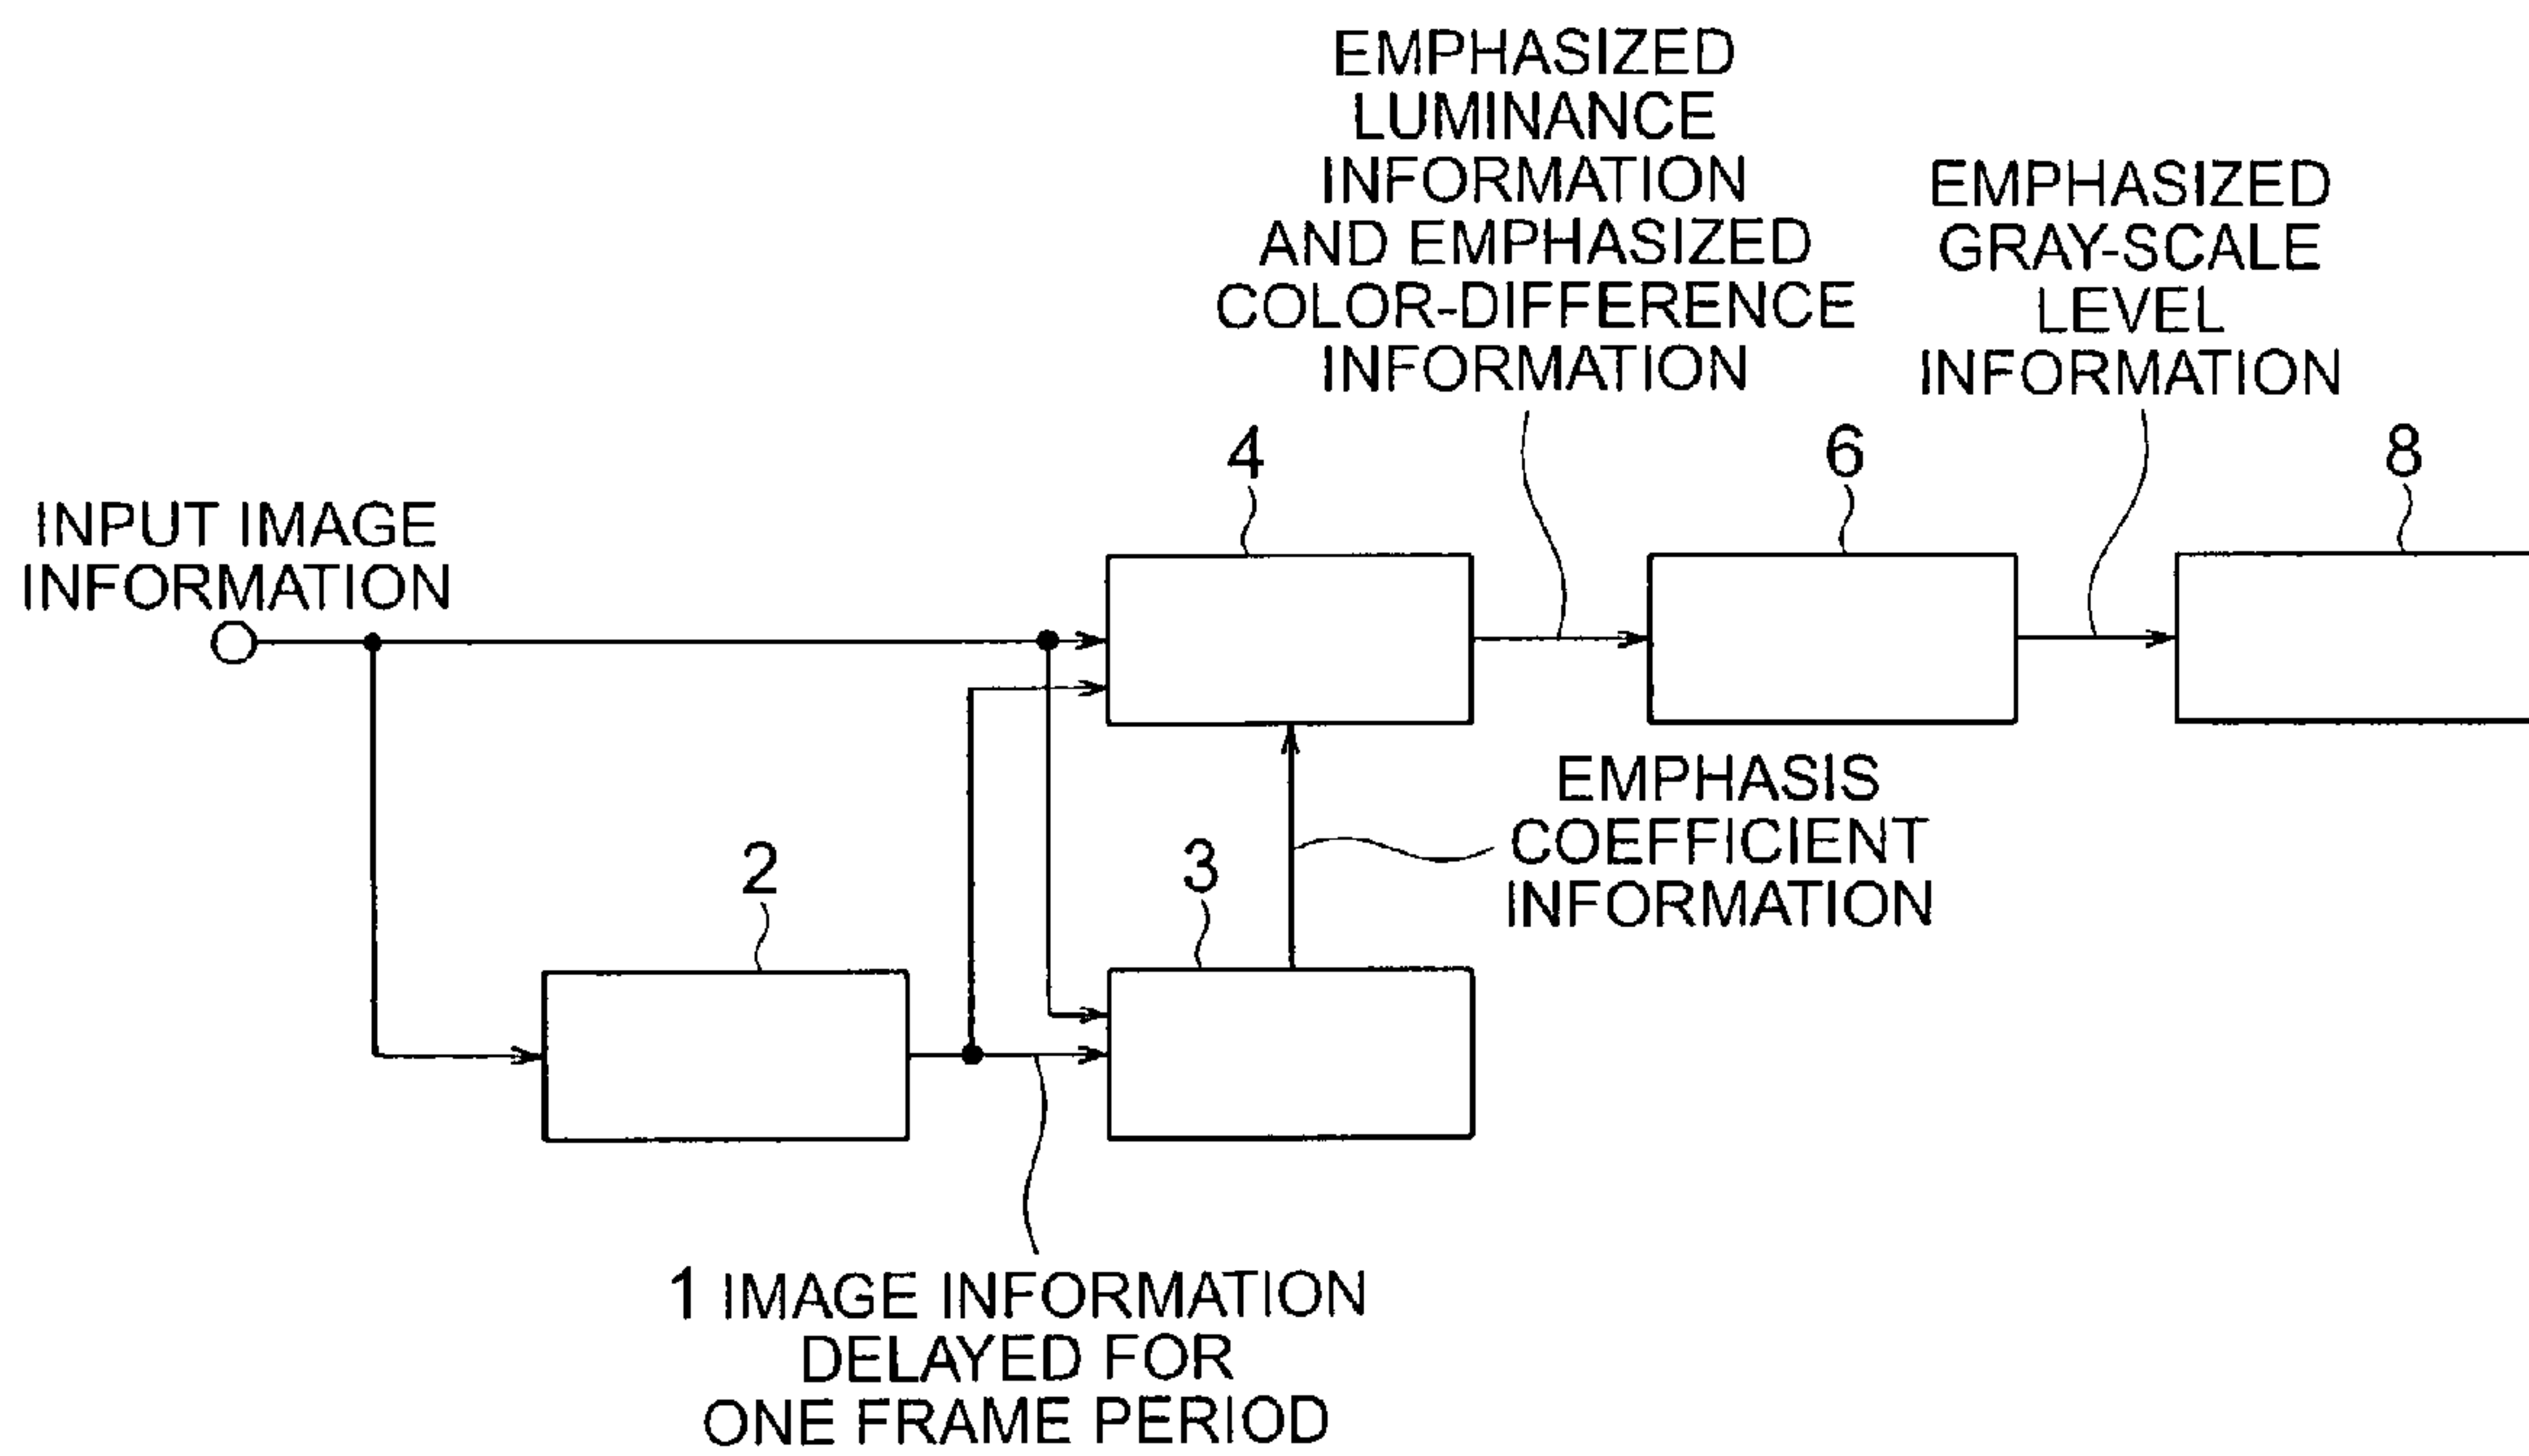 EMPHASIZED
LUMINANCE
INFORMATION
AND EMPHASIZED
COLOR-DIFFERENCE
INFORMATION
EMPHASIZED
GRAY-SCALE
LEVEL
INFORMATION
4
6
8
INPUT IMAGE
INFORMATION
EMPHASIS
COEFFICIENT
INFORMATION
2
3
1 IMAGE INFORMATION
DELAYED FOR
ONE FRAME PERIOD